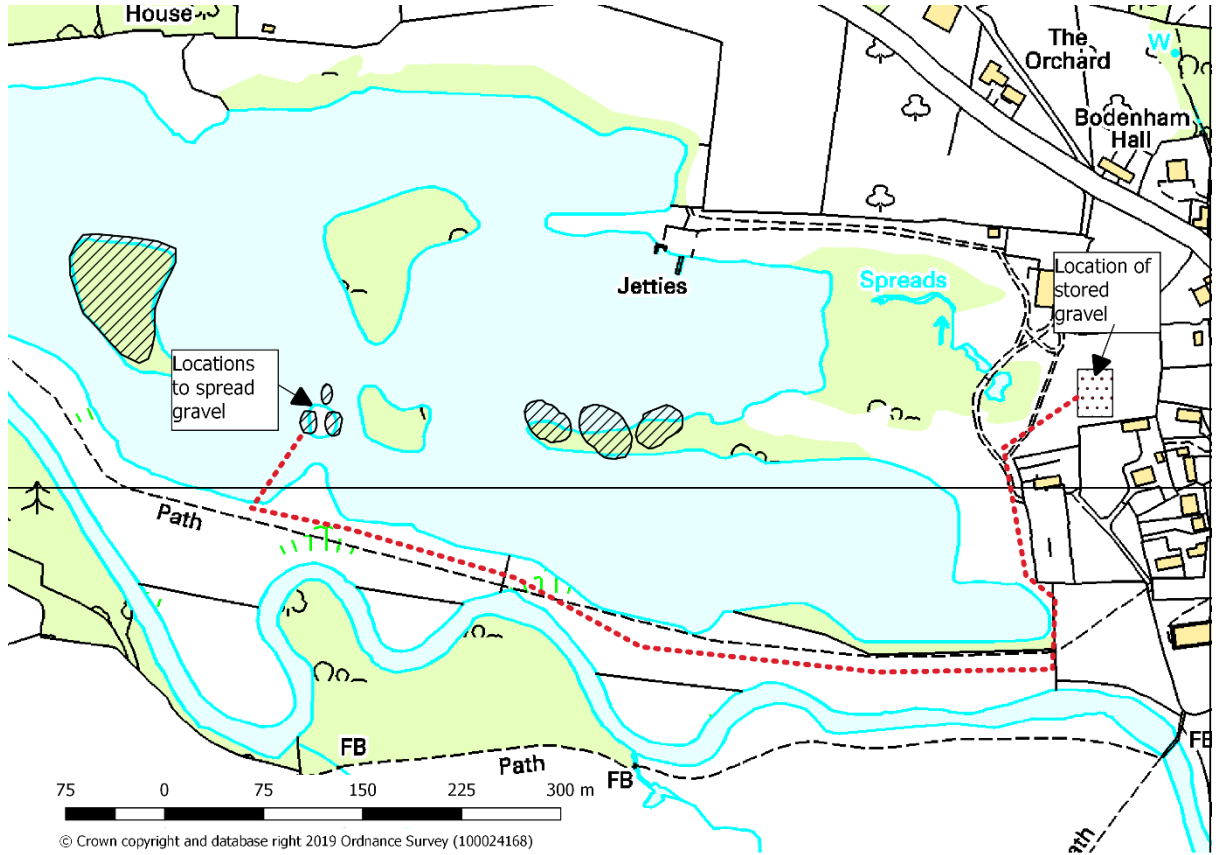 House
The
Orchard
W
Bodenham
Hall
Location of
stored
gravel
Spreads
Jetties
Locations
to spread
gravel
Path
FB
Path
FB
FB
ath
75 0 75 150 225 300 m
© Crown copyright and database right 2019 Ordnance Survey (100024168)